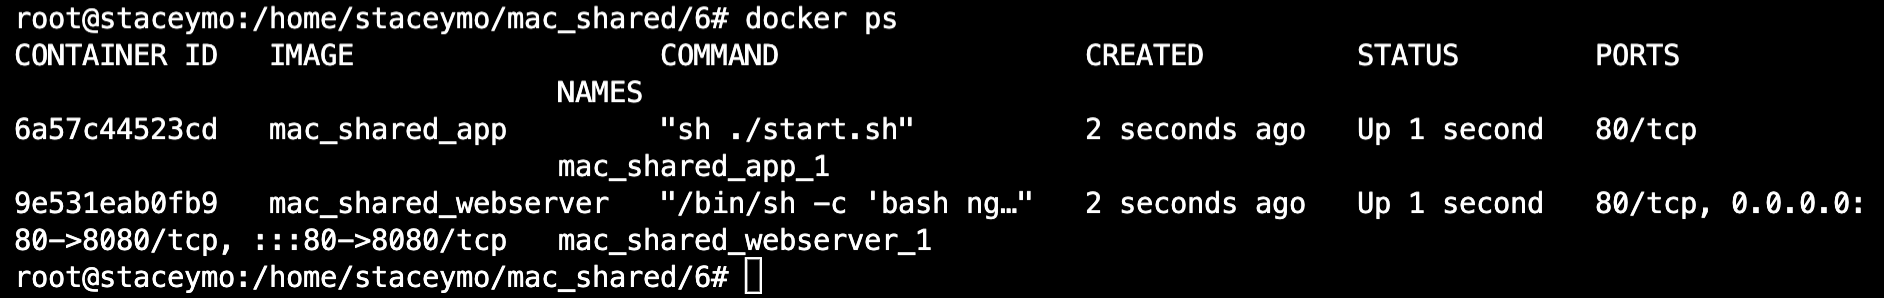 root@staceymo:/home/staceymo/mac_shared/6# docker ps
CONTAINER ID   IMAGE                  COMMAND                  CREATED         STATUS        PORTS
                                NAMES
6a57c44523cd   mac_shared_app         "sh ./start.sh"          2 seconds ago   Up 1 second   80/tcp
                                mac_shared_app_1
9e531eab0fb9   mac_shared_webserver   "/bin/sh -c 'bash ng…"   2 seconds ago   Up 1 second   80/tcp, 0.0.0.0:
80->8080/tcp, :::80->8080/tcp   mac_shared_webserver_1
root@staceymo:/home/staceymo/mac_shared/6#